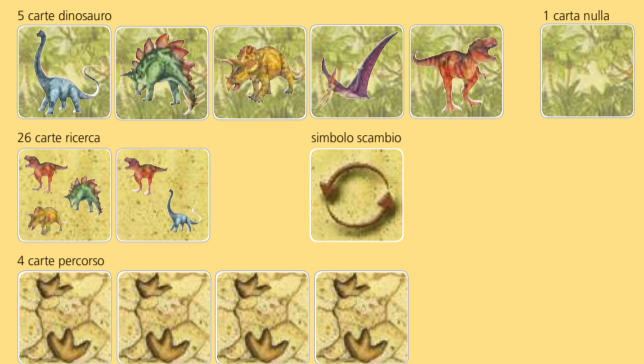 5 carte dinosauro
1 carta nulla
26 carte ricerca
simbolo scambio
4 carte percorso